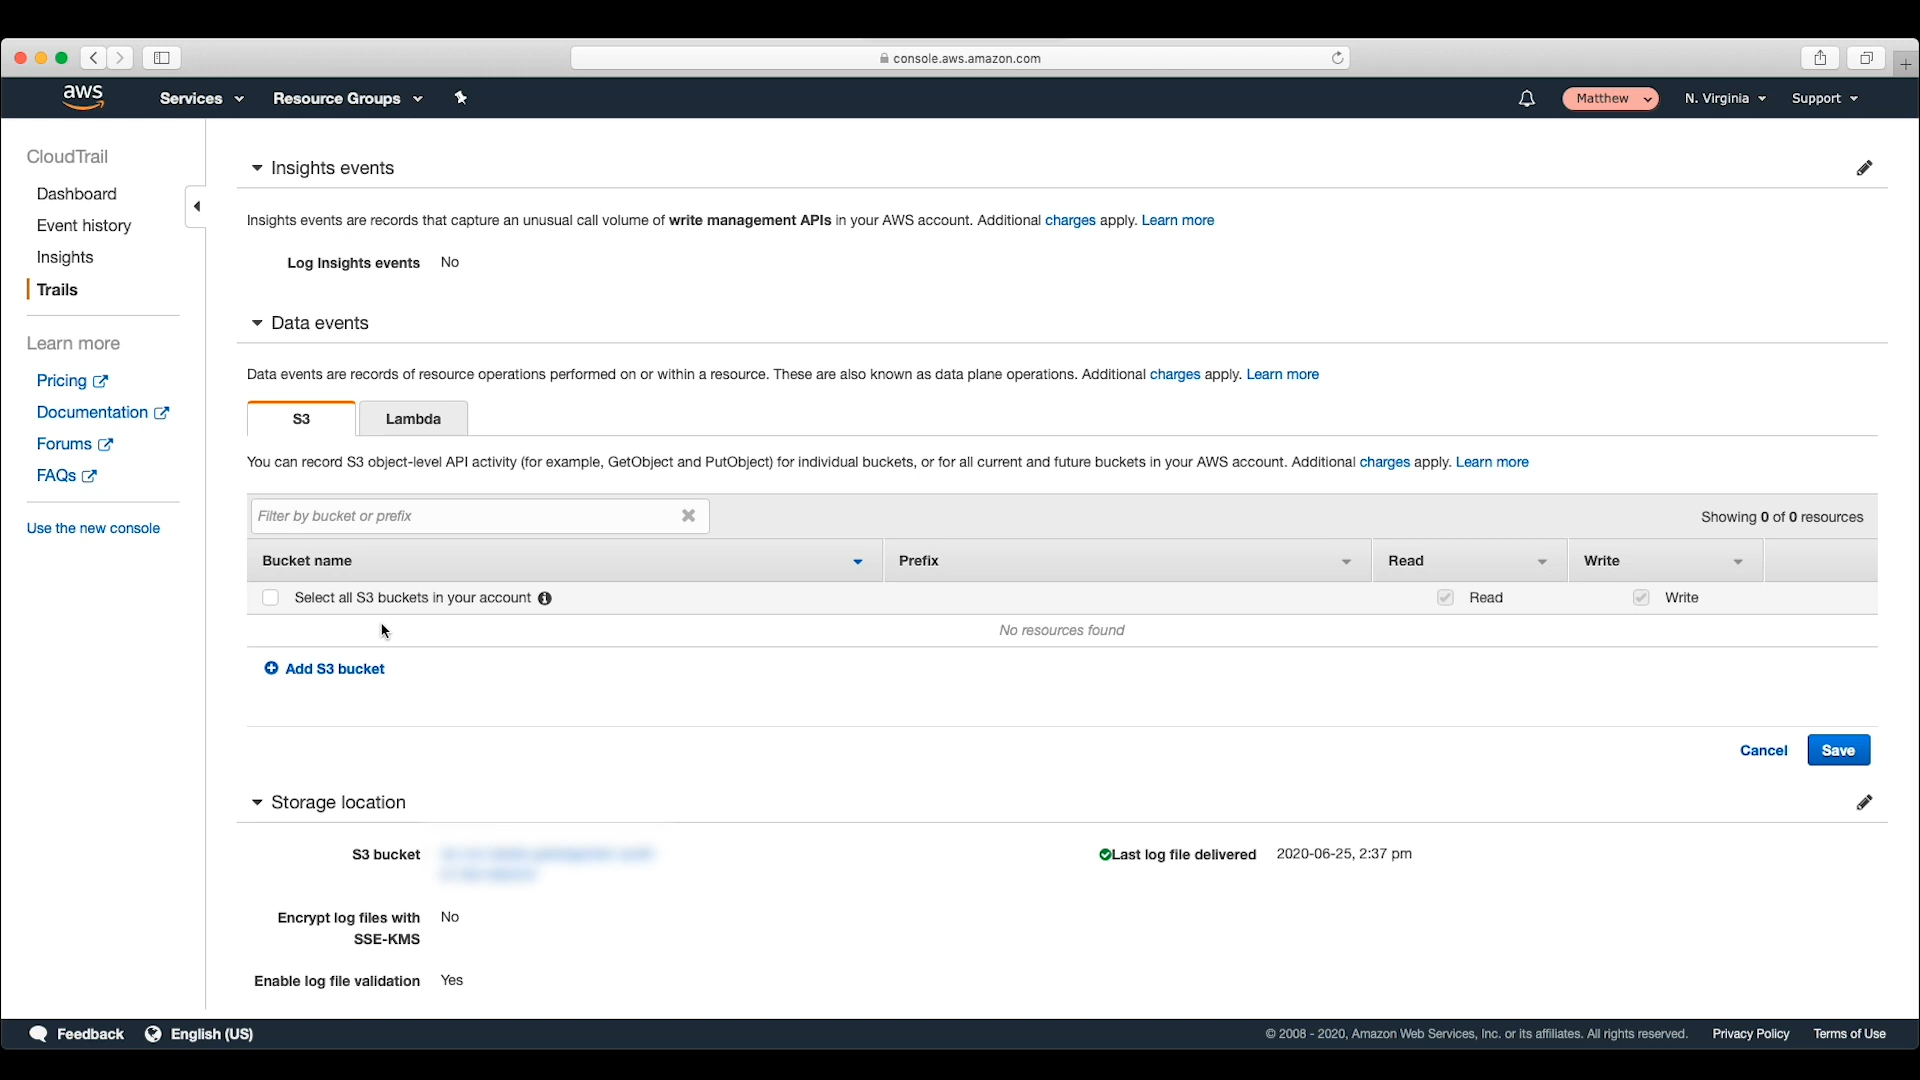 console.aws.amazon.com
aws
Services
Resource Groups
Matthew
N. Virginia
Support
CloudTrail
Dashboard
Event history
Insights
Trails
Learn more
Pricing
Documentation
Forums
FAQs
Use the new console
Insights events
Insights events are records that capture an unusual call volume of write management APIs in your AWS account. Additional charges apply. Learn more
Log Insights events No
Data events
Data events are records of resource operations performed on or within a resource. These are also known as data plane operations. Additional charges apply. Learn more
S3 Lambda
You can record S3 object-level API activity (for example, GetObject and PutObject) for individual buckets, or for all current and future buckets in your AWS account. Additional charges apply. Learn more
Filter by bucket or prefix
Showing 0 of 0 resources
Bucket name Prefix Read Write
Select all S3 buckets in your account Read Write
No resources found
Add S3 bucket
Cancel Save
Storage location
S3 bucket
Last log file delivered 2020-06-25, 2:37 pm
Encrypt log files with No
SSE-KMS
Enable log file validation Yes
Feedback English (US)
© 2008 - 2020, Amazon Web Services, Inc. or its affiliates. All rights reserved. Privacy Policy Terms of Use